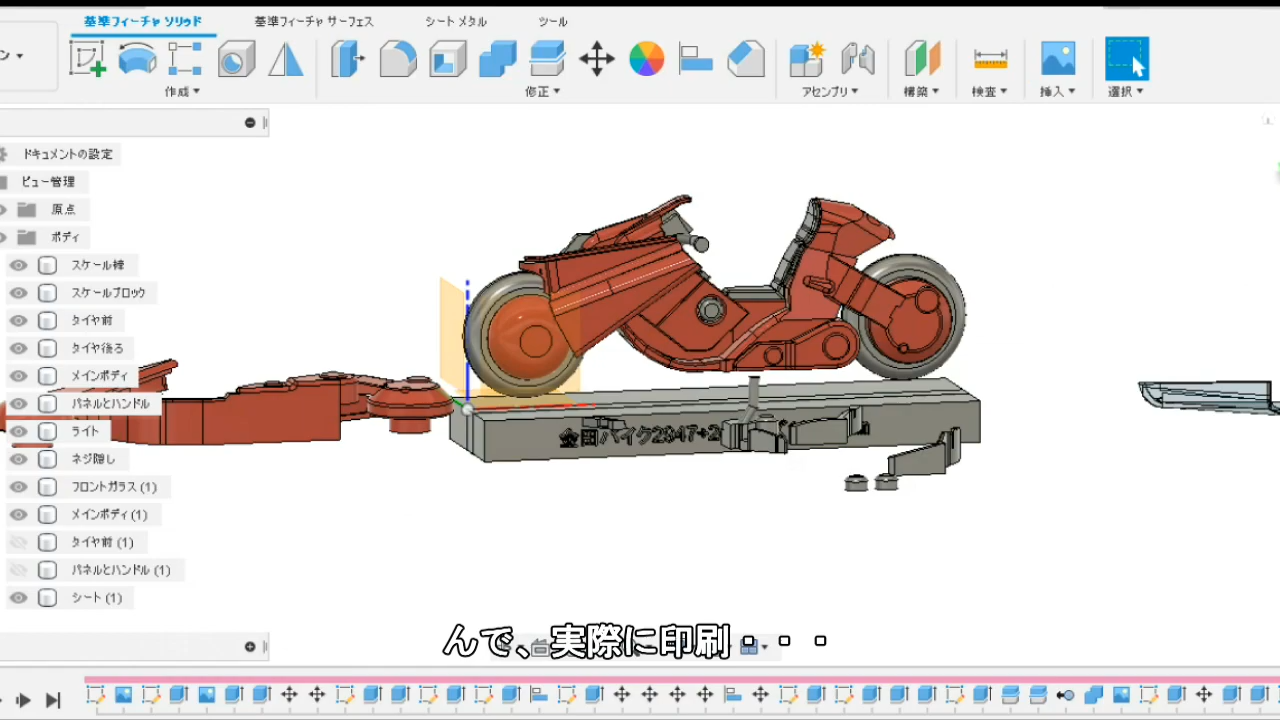 基準フィーチャ ソリッド
基準フィーチャ サーフェス
シート メタル
ツール
作成▼
修正▼
アセンブリ▼
構築▼
検査▼
挿入▼
選択▼
ドキュメントの設定
ビュー管理
原点
ボディ
スケール棒
スケールブロック
タイヤ前
タイヤ後ろ
メインボディ
パネルとハンドル
ライト
ネジ隠し
フロントガラス (1)
メインボディ (1)
タイヤ前 (1)
パネルとハンドル (1)
シート (1)
金田バイク2047+2
んで、実際に印刷・・・